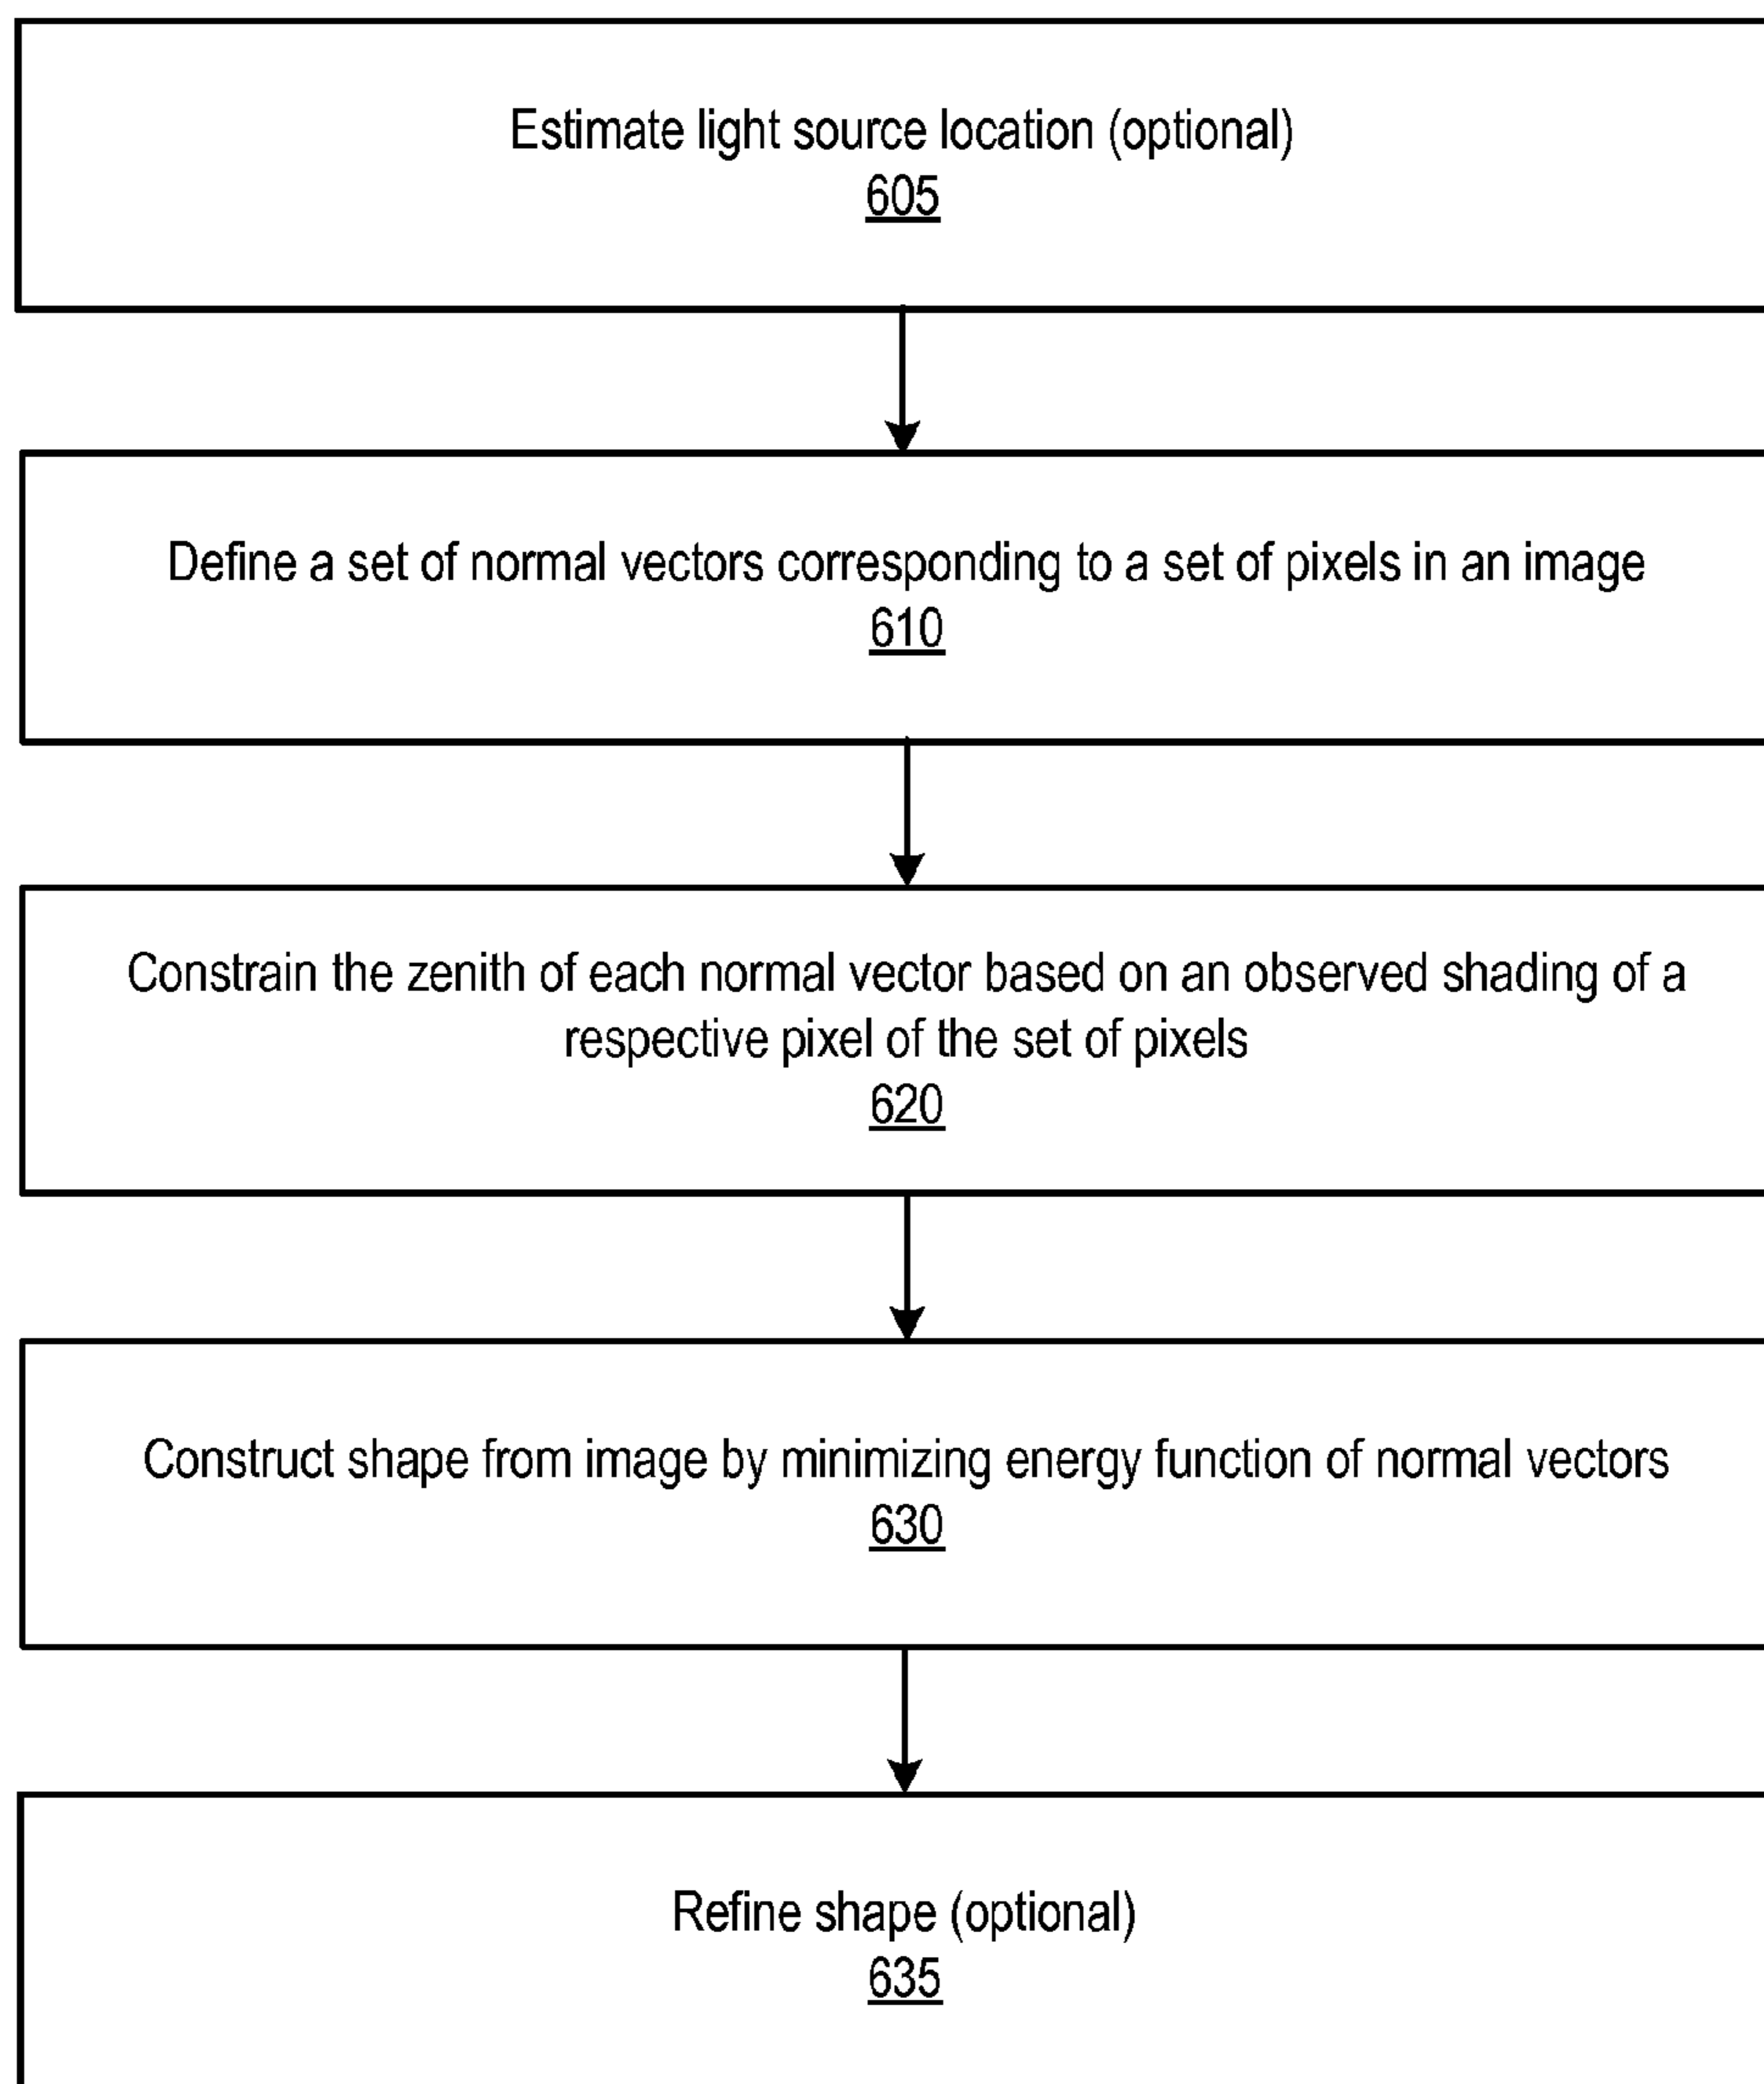 Estimate light source location (optional)
605
Define a set of normal vectors corresponding to a set of pixels in an image
610
Constrain the zenith of each normal vector based on an observed shading of a
respective pixel of the set of pixels
620
Construct shape from image by minimizing energy function of normal vectors
630
Refine shape (optional)
635